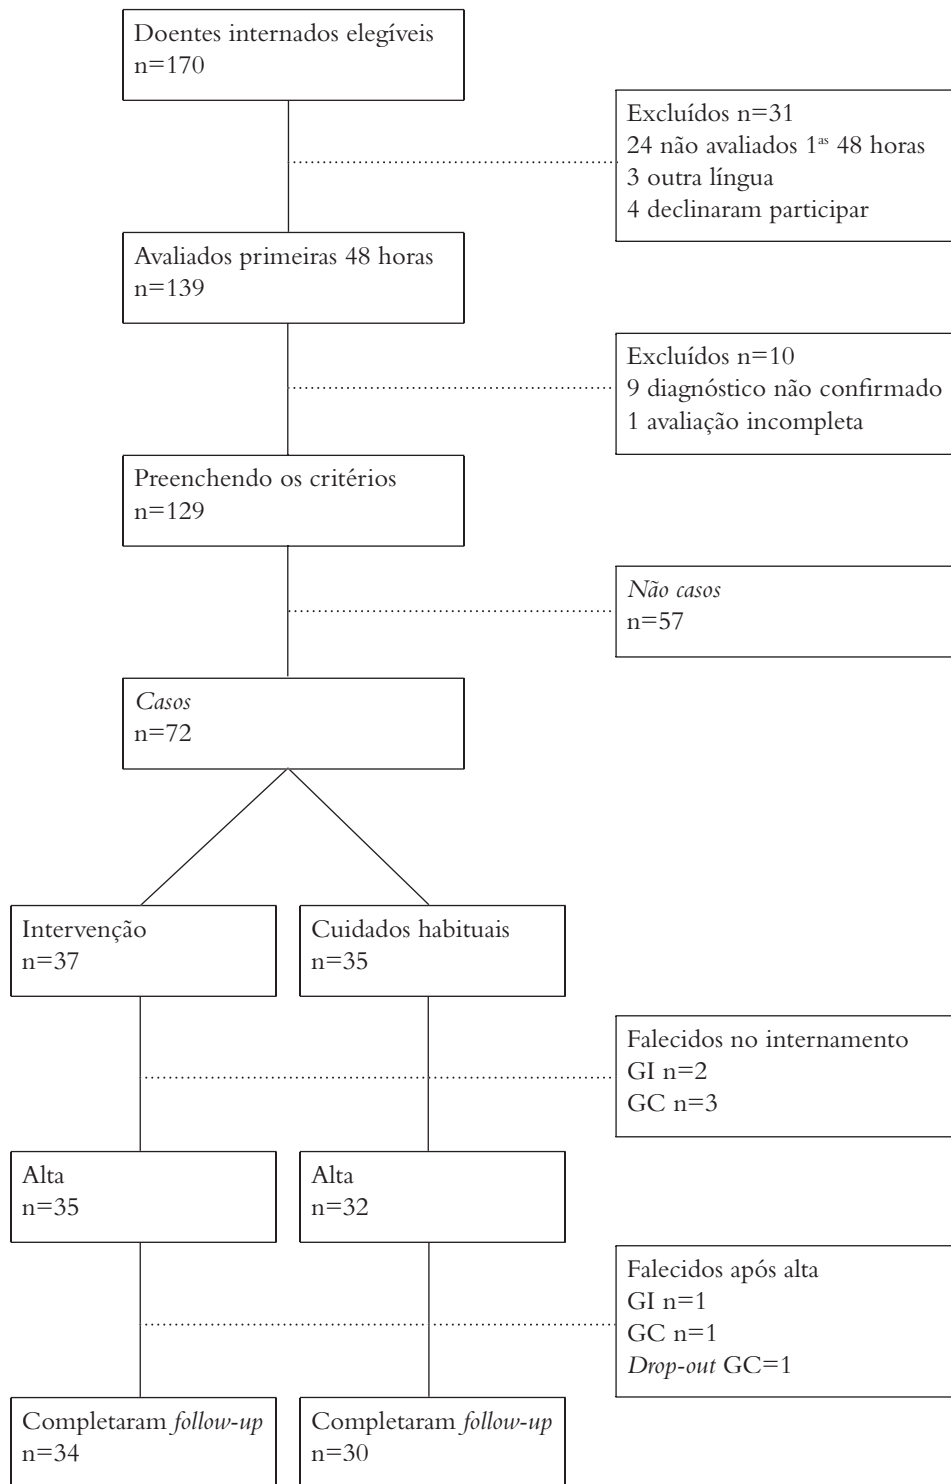 Doentes internados elegíveis
n=170
Excluídos n=31
24 não avaliados 1ᵃˢ 48 horas
3 outra língua
4 declinaram participar
Avaliados primeiras 48 horas
n=139
Excluídos n=10
9 diagnóstico não confirmado
1 avaliação incompleta
Preenchendo os critérios
n=129
Não casos
n=57
Casos
n=72
Intervenção
n=37
Cuidados habituais
n=35
Falecidos no internamento
GI n=2
GC n=3
Alta
n=35
Alta
n=32
Falecidos após alta
GI n=1
GC n=1
Drop-out GC=1
Completaram follow-up
n=34
Completaram follow-up
n=30